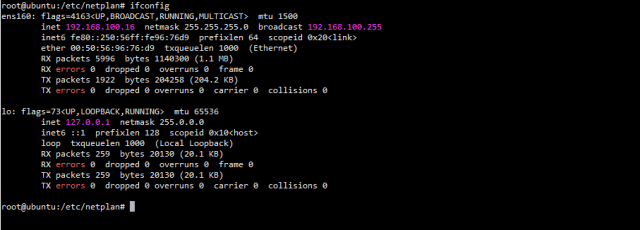 root@ubuntu:/etc/netplan# ifconfig
ens160: flags=4163<UP,BROADCAST,RUNNING,MULTICAST>  mtu 1500
        inet 192.168.100.16  netmask 255.255.255.0  broadcast 192.168.100.255
        inet6 fe80::250:56ff:fe96:76d9  prefixlen 64  scopeid 0x20<link>
        ether 00:50:56:96:76:d9  txqueuelen 1000  (Ethernet)
        RX packets 5996  bytes 1140300 (1.1 MB)
        RX errors 0  dropped 0  overruns 0  frame 0
        TX packets 1922  bytes 204258 (204.2 KB)
        TX errors 0  dropped 0 overruns 0  carrier 0  collisions 0
lo: flags=73<UP,LOOPBACK,RUNNING>  mtu 65536
        inet 127.0.0.1  netmask 255.0.0.0
        inet6 ::1  prefixlen 128  scopeid 0x10<host>
        loop  txqueuelen 1000  (Local Loopback)
        RX packets 259  bytes 20130 (20.1 KB)
        RX errors 0  dropped 0  overruns 0  frame 0
        TX packets 259  bytes 20130 (20.1 KB)
        TX errors 0  dropped 0 overruns 0  carrier 0  collisions 0
root@ubuntu:/etc/netplan#